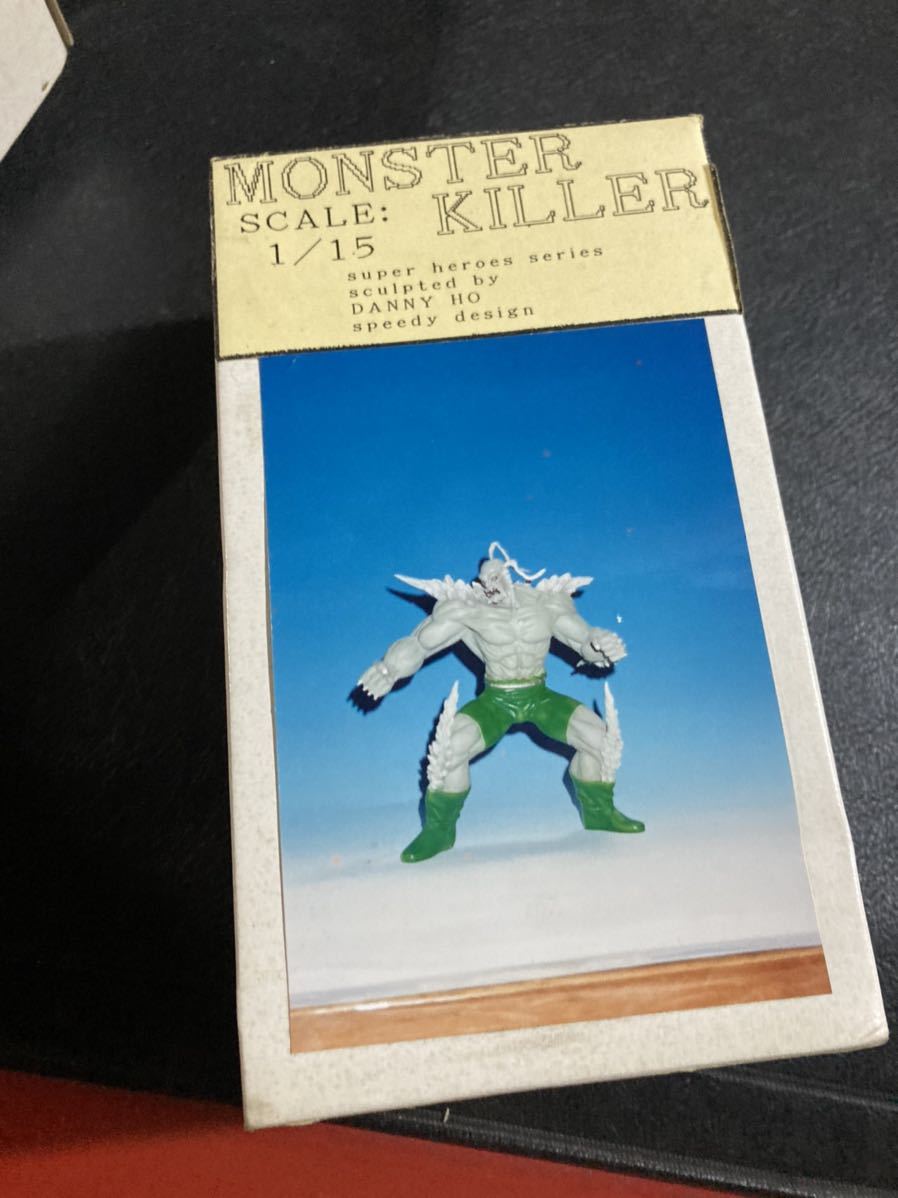 MONSTER
KILLER
SCALE:
1/15
super heroes series
sculpted by
DANNY HO
speedy design